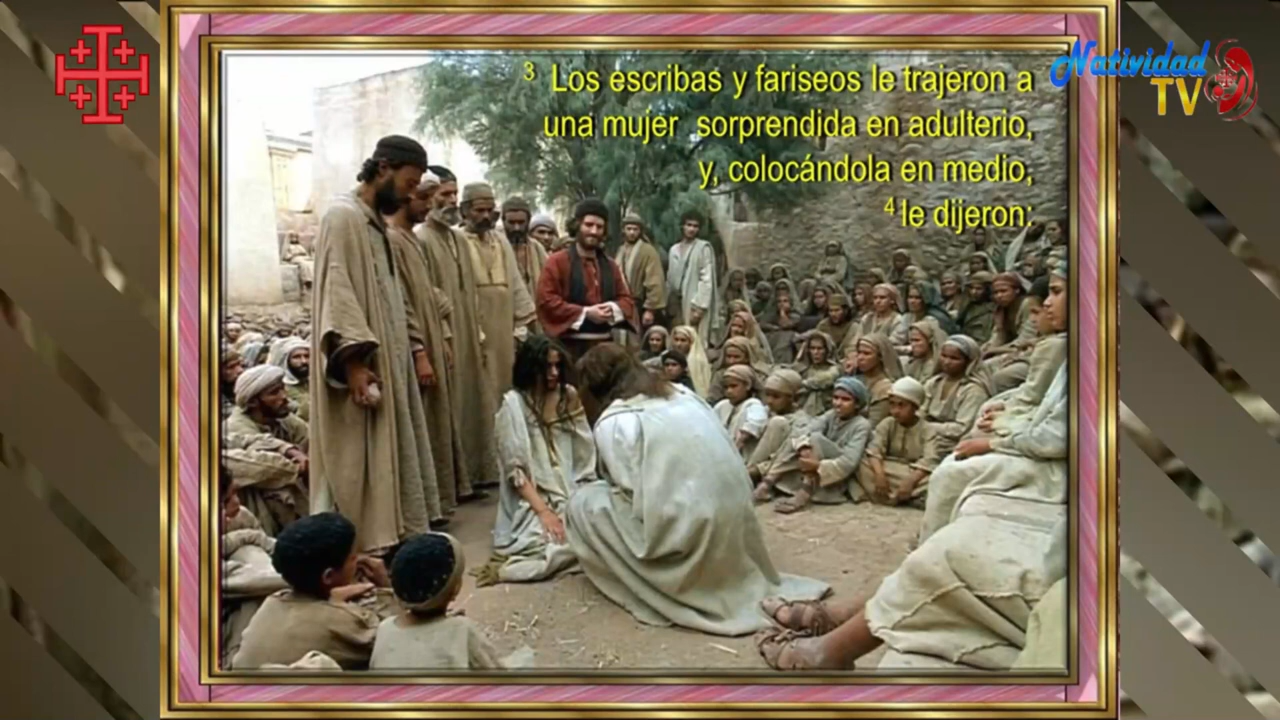 Natividad
TV
3 Los escribas y fariseos le trajeron a
una mujer sorprendida en adulterio,
y, colocándola en medio,
4 le dijeron: